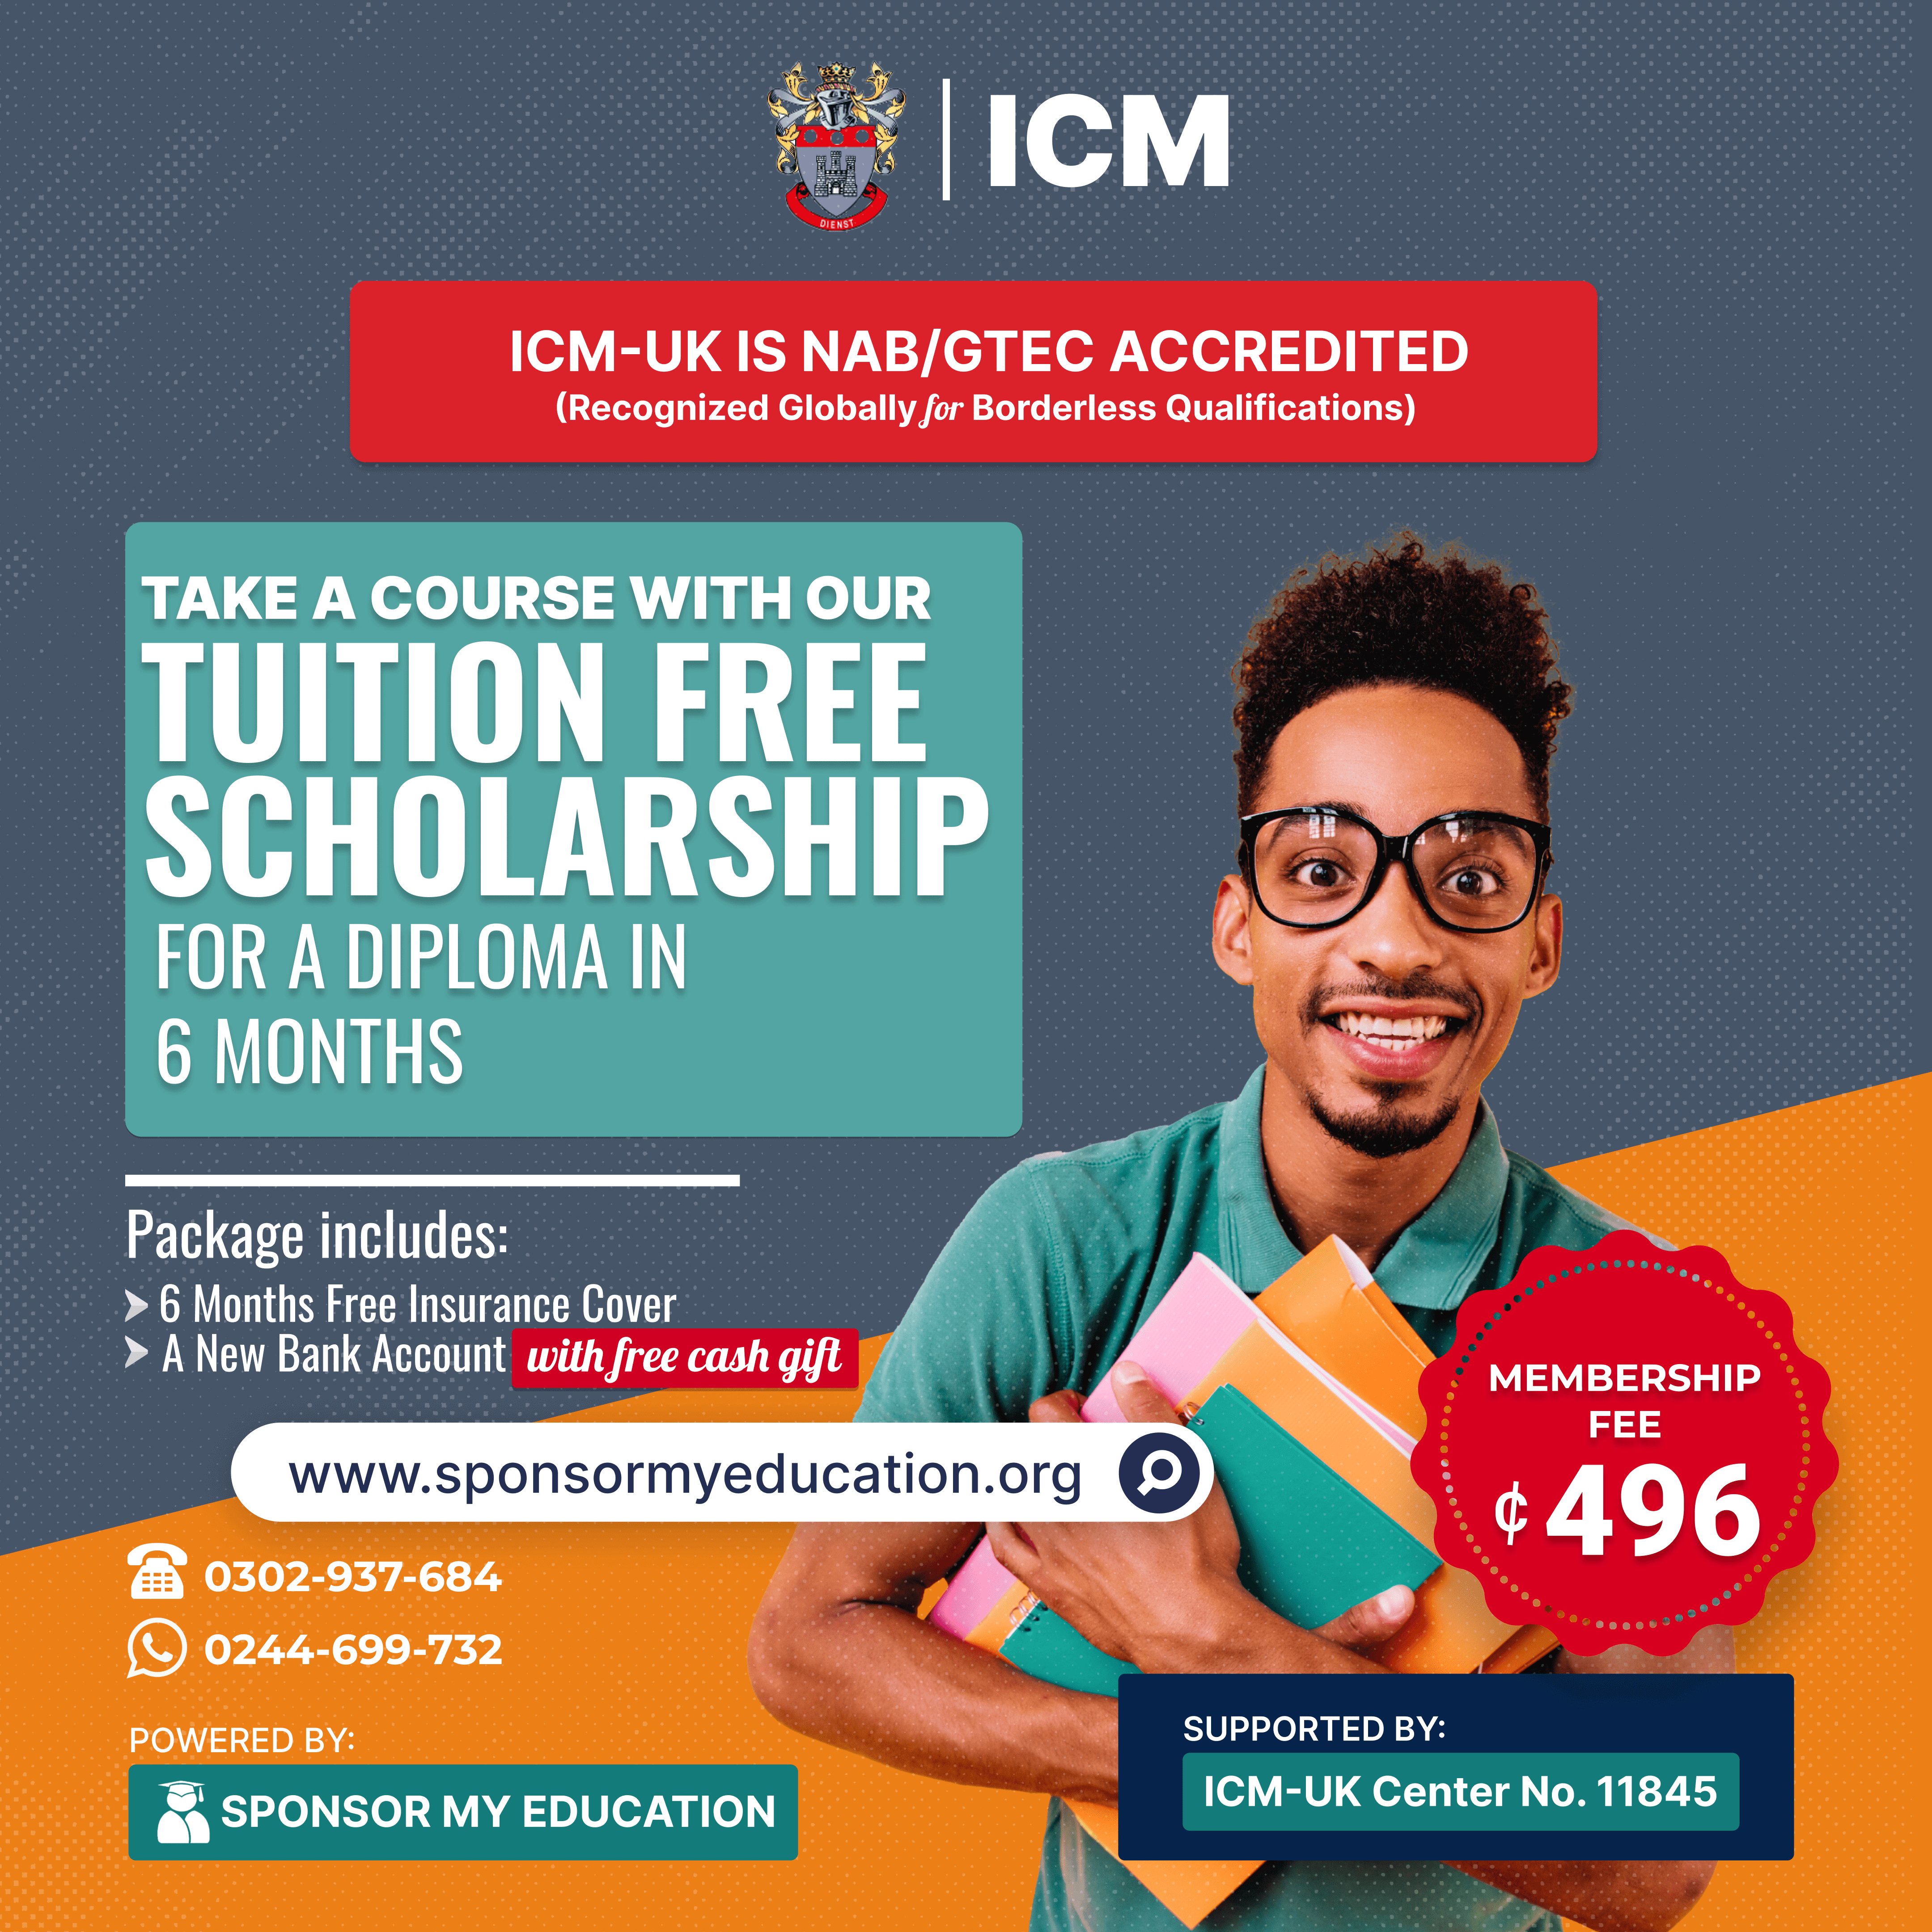 DIENST
ICM
ICM-UK IS NAB/GTEC ACCREDITED
(Recognized Globally for Borderless Qualifications)
TAKE A COURSE WITH OUR
TUITION FREE
SCHOLARSHIP
FOR A DIPLOMA IN
6 MONTHS
Package includes:
6 Months Free Insurance Cover
A New Bank Account with free cash gift
www.sponsormyeducation.org
MEMBERSHIP
FEE
¢ 496
0302-937-684
0244-699-732
POWERED BY:
SPONSOR MY EDUCATION
SUPPORTED BY:
ICM-UK Center No. 11845